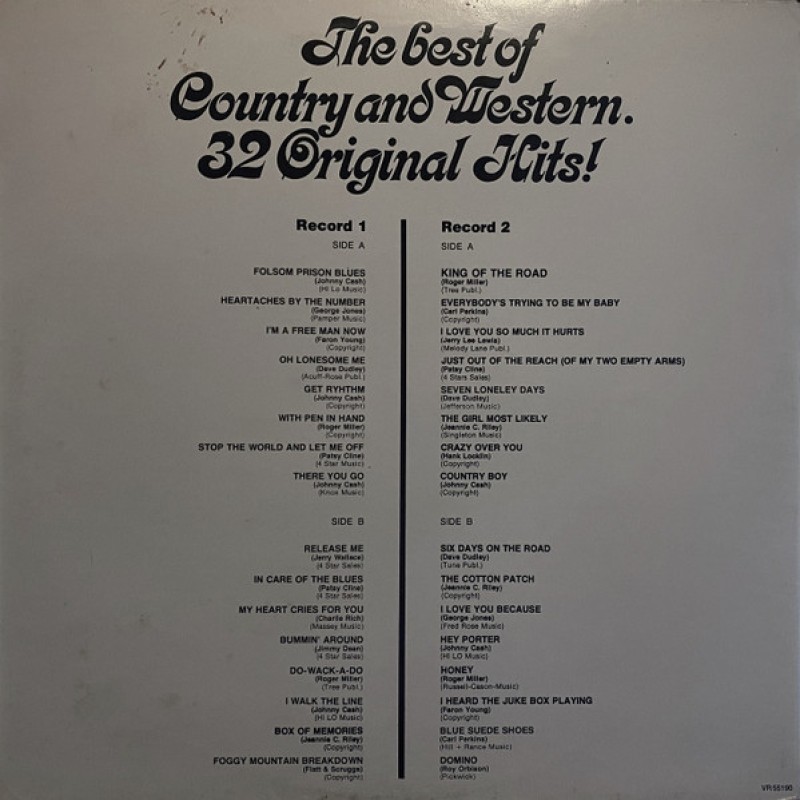 The best of
Country and Western.
32 Original Hits!
Record 1
SIDE A
FOLSOM PRISON BLUES
(Johnny Cash)
(Hi Lo Music)
HEARTACHES BY THE NUMBER
(George Jones)
(Pamper Music)
I'M A FREE MAN NOW
(Faron Young)
(Copyright)
OH LONESOME ME
(Dave Dudley)
(Acuff-Rose Publ.)
GET RYHTHM
(Johnny Cash)
(Copyright)
WITH PEN IN HAND
(Roger Miller)
(Copyright)
STOP THE WORLD AND LET ME OFF
(Patsy Cline)
(4 Star Music)
THERE YOU GO
(Johnny Cash)
(Knox Music)
SIDE B
RELEASE ME
(Jerry Wallace)
(4 Star Sales)
IN CARE OF THE BLUES
(Patsy Cline)
(4 Star Sales)
MY HEART CRIES FOR YOU
(Charlie Rich)
(Massey Music)
BUMMIN' AROUND
(Jimmy Dean)
(4 Star Sales)
DO-WACK-A-DO
(Roger Miller)
(Tree Publ.)
I WALK THE LINE
(Johnny Cash)
(HI LO Music)
BOX OF MEMORIES
(Jeannie C. Riley)
(Copyright)
FOGGY MOUNTAIN BREAKDOWN
(Flatt & Scruggs)
(Copyright)
Record 2
SIDE A
KING OF THE ROAD
(Roger Miller)
(Tree Publ.)
EVERYBODY'S TRYING TO BE MY BABY
(Carl Perkins)
(Copyright)
I LOVE YOU SO MUCH IT HURTS
(Jerry Lee Lewis)
(Melody Lane Publ.)
JUST OUT OF THE REACH (OF MY TWO EMPTY ARMS)
(Patsy Cline)
(4 Stars Sales)
SEVEN LONELEY DAYS
(Dave Dudley)
(Jefferson Music)
THE GIRL MOST LIKELY
(Jeannie C. Riley)
(Singleton Music)
CRAZY OVER YOU
(Hank Locklin)
(Copyright)
COUNTRY BOY
(Johnny Cash)
(Copyright)
SIDE B
SIX DAYS ON THE ROAD
(Dave Dudley)
(Tune Publ.)
THE COTTON PATCH
(Jeannie C. Riley)
(Copyright)
I LOVE YOU BECAUSE
(George Jones)
(Fred Rose Music)
HEY PORTER
(Johnny Cash)
(HI LO Music)
HONEY
(Roger Miller)
(Russell-Cason-Music)
I HEARD THE JUKE BOX PLAYING
(Faron Young)
(Copyright)
BLUE SUEDE SHOES
(Carl Perkins)
(Hill + Rance Music)
DOMINO
(Roy Orbison)
(Pickwick)
VR 55190